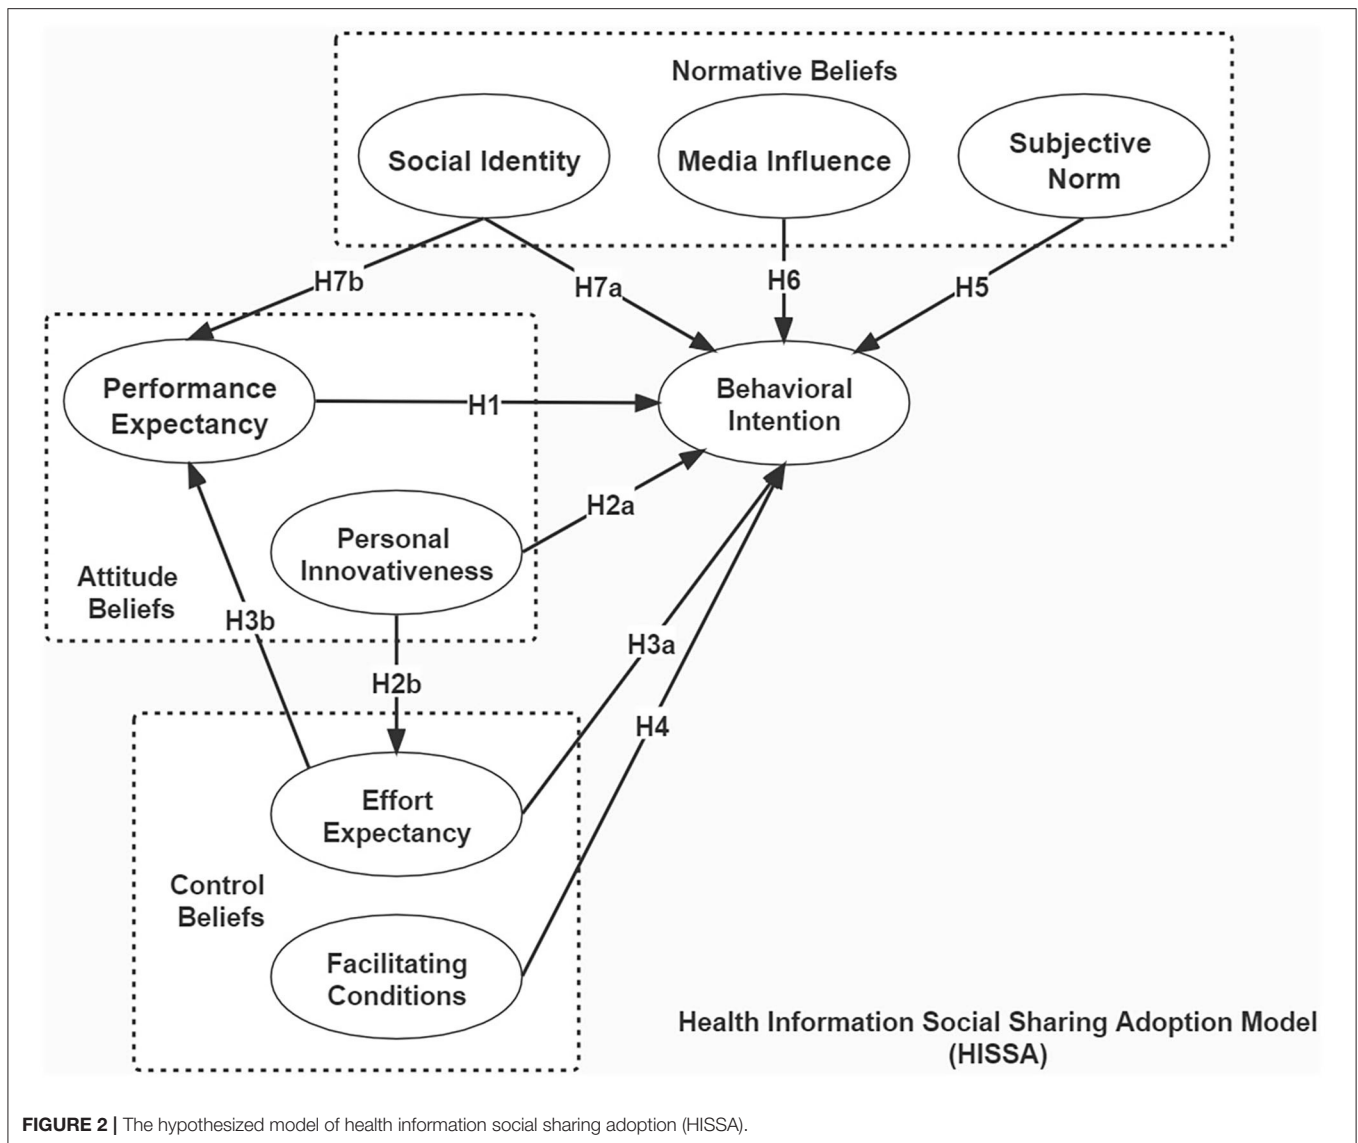 Normative Beliefs
Social Identity
Media Influence
Subjective
Norm
H7b
H7a
H6
H5
Performance
Expectancy
H1
Behavioral
Intention
H2a
Personal
Innovativeness
Attitude
Beliefs
H3b
H3a
H2b
H4
Effort
Expectancy
Control
Beliefs
Facilitating
Conditions
Health Information Social Sharing Adoption Model
(HISSA)
FIGURE 2 | The hypothesized model of health information social sharing adoption (HISSA).